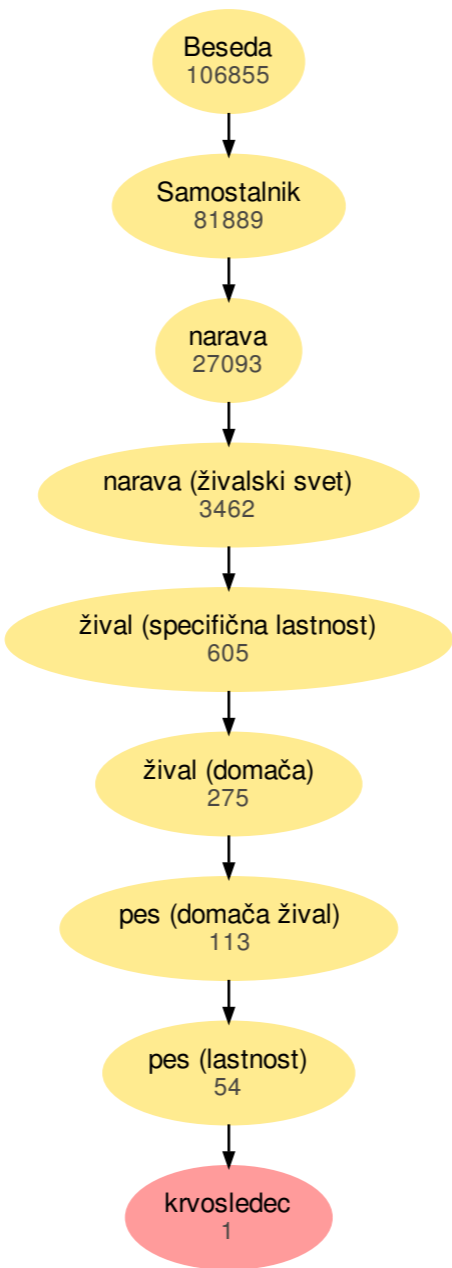 Beseda
106855
Samostalnik
81889
narava
27093
narava (živalski svet)
3462
žival (specifična lastnost)
605
žival (domača)
275
pes (domača žival)
113
pes (lastnost)
54
krvosledec
1